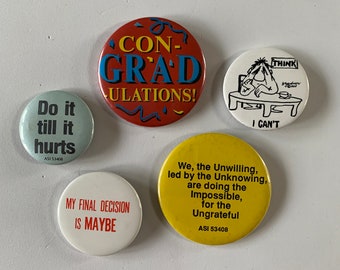 CON-
GRAD
ULATIONS!
THINK
I CAN'T
Do it
till it
hurts
ASI 53408
We, the Unwilling,
led by the Unknowing,
are doing the
Impossible,
for the
Ungrateful
ASI 53408
MY FINAL DECISION
IS MAYBE